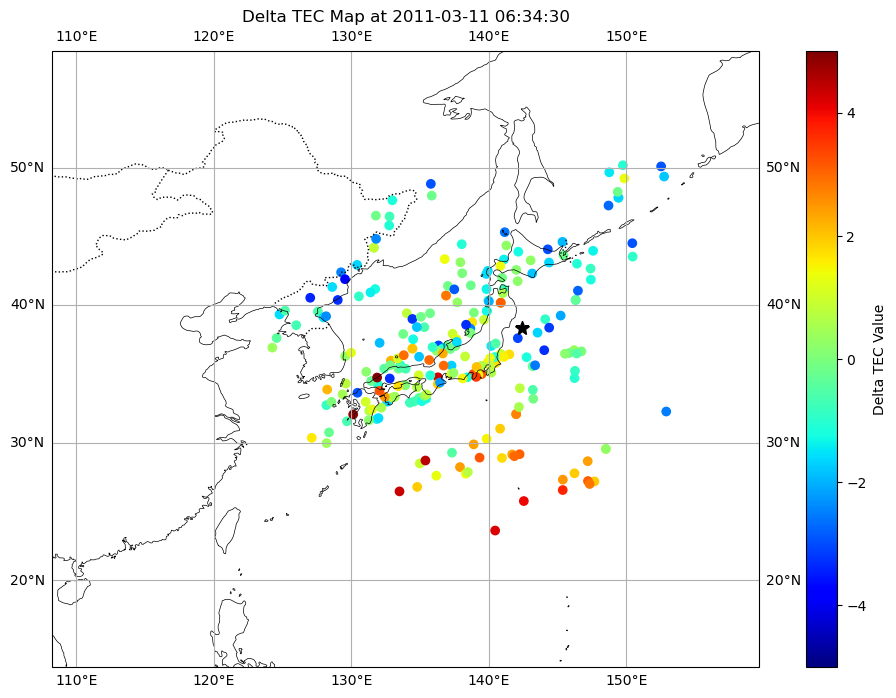 Delta TEC Map at 2011-03-11 06:34:30
110°E 120°E 130°E 140°E 150°E
50°N 50°N
40°N 40°N
30°N 30°N
20°N 20°N
110°E 120°E 130°E 140°E 150°E
4
2
0
−2
−4
Delta TEC Value